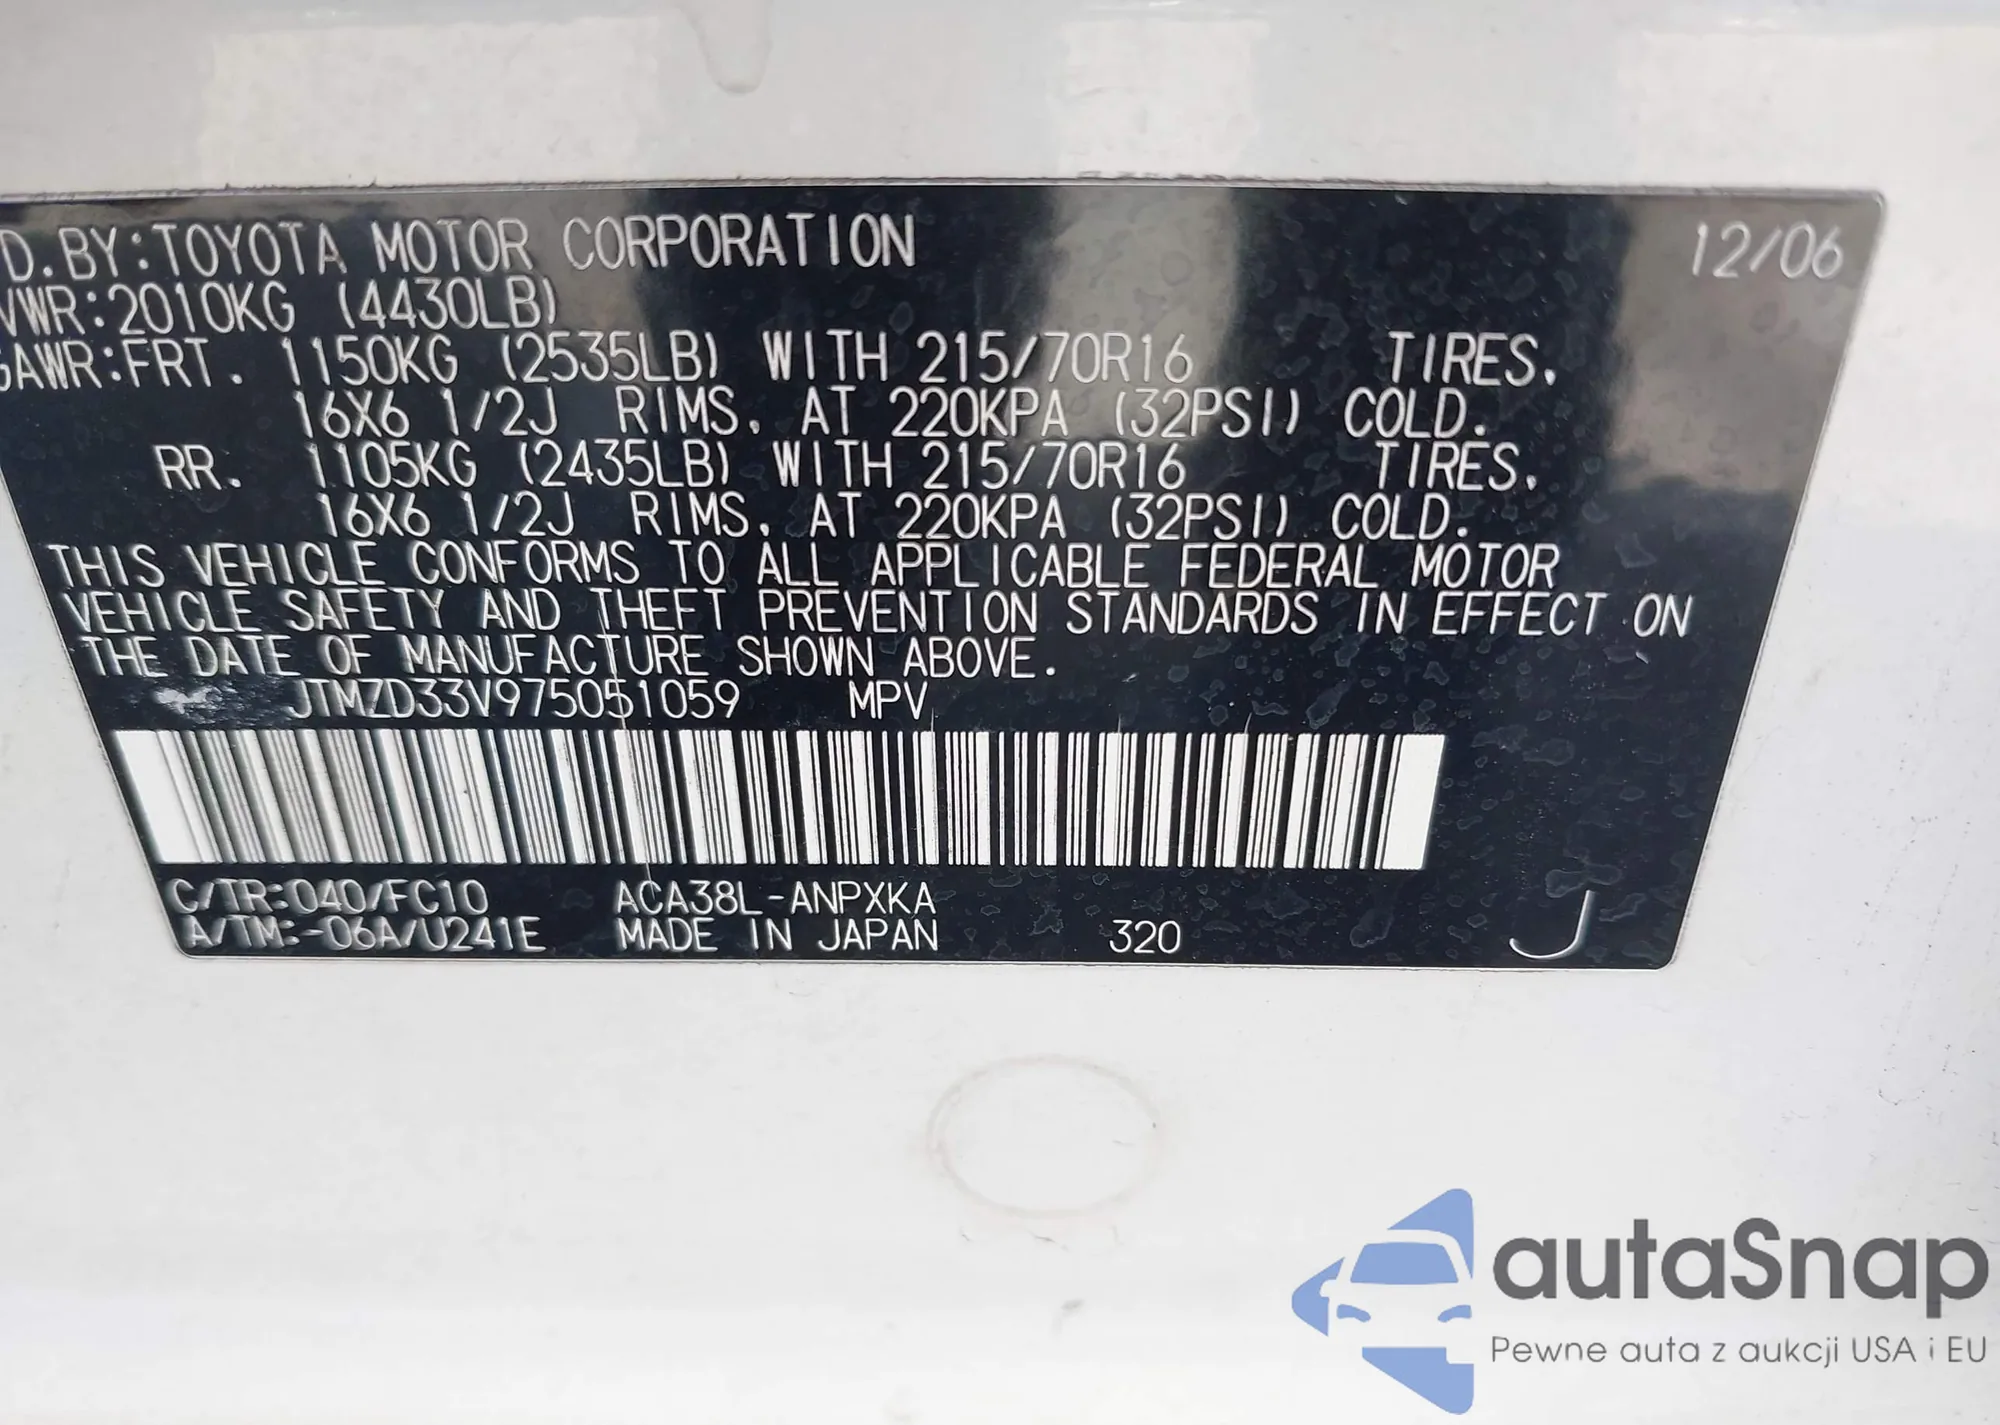 D. BY: TOYOTA MOTOR CORPORATION 12/06
VWR: 2010KG (4430LB)
GAWR: FRT. 1150KG (2535LB) WITH 215/70R16 TIRES,
16X6 1/2J RIMS, AT 220KPA (32PSI) COLD.
RR. 1105KG (2435LB) WITH 215/70R16 TIRES,
16X6 1/2J RIMS, AT 220KPA (32PSI) COLD.
THIS VEHICLE CONFORMS TO ALL APPLICABLE FEDERAL MOTOR
VEHICLE SAFETY AND THEFT PREVENTION STANDARDS IN EFFECT ON
THE DATE OF MANUFACTURE SHOWN ABOVE.
JTMZD33V975051059 MPV
C/TR: 040/FC10 ACA38L-ANPXKA
A/TM: -06A/U241E MADE IN JAPAN 320 J
autaSnap
Pewne auta z aukcji USA i EU